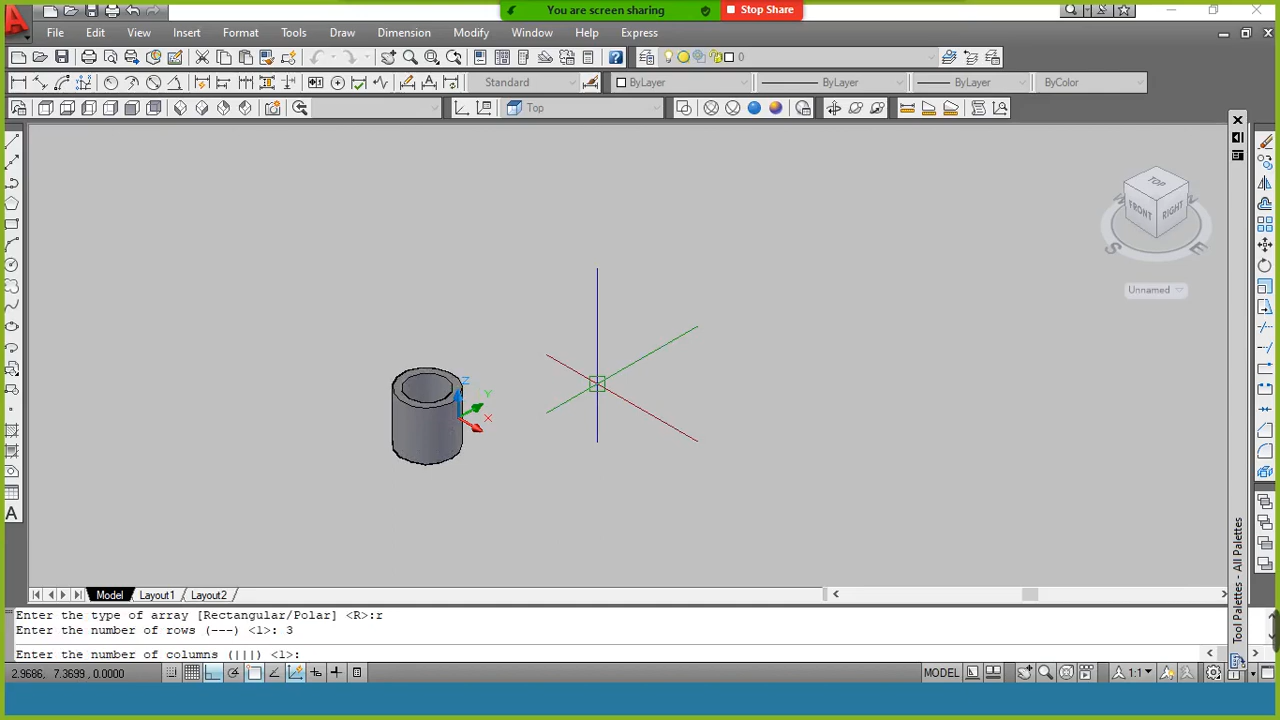 You are screen sharing
Stop Share
File Edit View Insert Format Tools Draw Dimension Modify Window Help Express
0
Standard ByLayer ByLayer ByLayer ByColor
Top
TOP
FRONT RIGHT
S E
Unnamed
Z
Y
X
Tool Palettes - All Palettes
A
Model Layout1 Layout2
Enter the type of array [Rectangular/Polar] <R>:r
Enter the number of rows (---) <1>: 3
Enter the number of columns (|||) <1>:
2.9686, 7.3699, 0.0000 MODEL 1:1